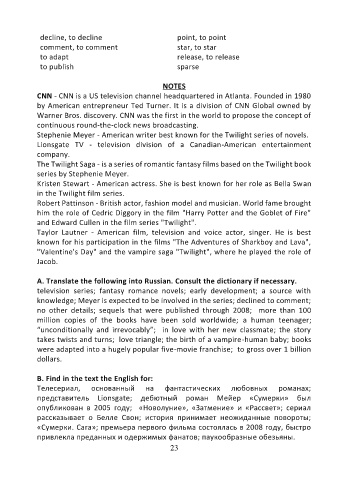 decline, to decline
comment, to comment
to adapt
to publish
point, to point
star, to star
release, to release
sparse
NOTES
CNN - CNN is a US television channel headquartered in Atlanta. Founded in 1980
by American entrepreneur Ted Turner. It is a division of CNN Global owned by
Warner Bros. discovery. CNN was the first in the world to propose the concept of
continuous round-the-clock news broadcasting.
Stephenie Meyer - American writer best known for the Twilight series of novels.
Lionsgate TV - television division of a Canadian-American entertainment
company.
The Twilight Saga - is a series of romantic fantasy films based on the Twilight book
series by Stephenie Meyer.
Kristen Stewart - American actress. She is best known for her role as Bella Swan
in the Twilight film series.
Robert Pattinson - British actor, fashion model and musician. World fame brought
him the role of Cedric Diggory in the film "Harry Potter and the Goblet of Fire"
and Edward Cullen in the film series "Twilight".
Taylor Lautner - American film, television and voice actor, singer. He is best
known for his participation in the films "The Adventures of Sharkboy and Lava",
"Valentine's Day" and the vampire saga "Twilight", where he played the role of
Jacob.
A. Translate the following into Russian. Consult the dictionary if necessary.
television series; fantasy romance novels; early development; a source with
knowledge; Meyer is expected to be involved in the series; declined to comment;
no other details; sequels that were published through 2008; more than 100
million copies of the books have been sold worldwide; a human teenager;
“unconditionally and irrevocably”; in love with her new classmate; the story
takes twists and turns; love triangle; the birth of a vampire-human baby; books
were adapted into a hugely popular five-movie franchise; to gross over 1 billion
dollars.
B. Find in the text the English for:
Телесериал, основанный на фантастических любовных романах;
представитель Lionsgate; дебютный роман Мейер «Сумерки» был
опубликован в 2005 году; «Новолуние», «Затмение» и «Рассвет»; сериал
рассказывает о Белле Свон; история принимает неожиданные повороты;
«Сумерки. Сага»; премьера первого фильма состоялась в 2008 году, быстро
привлекла преданных и одержимых фанатов; паукообразные обезьяны.
23